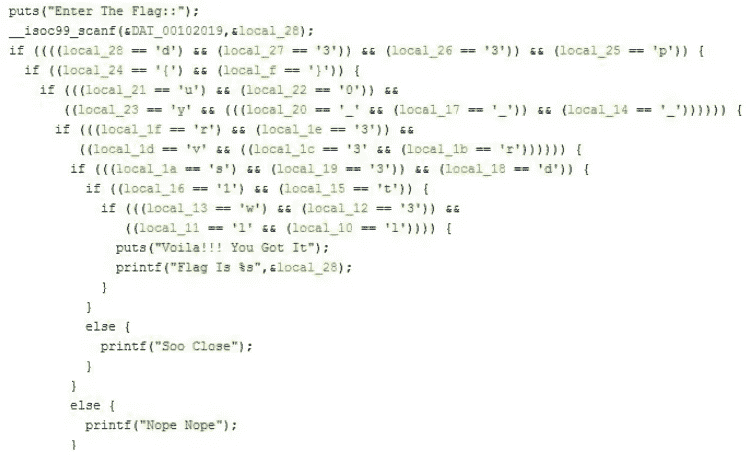 puts("Enter The Flag::");
__isoc99_scanf(&DAT_00102019,&local_28);
if ((((local_28 == 'd') && (local_27 == '3')) && (local_26 == '3')) && (local_25 == 'p')) {
if ((local_24 == '{') && (local_f == '}')) {
if (((local_21 == 'u') && (local_22 == '0')) &&
((local_23 == 'y' && (((local_20 == '_' && (local_17 == '_')) && (local_14 == '_')))))) {
if (((local_1f == 'r') && (local_1e == '3')) &&
((local_1d == 'v' && ((local_1c == '3' && (local_1b == 'r')))))) {
if (((local_1a == 's') && (local_19 == '3')) && (local_18 == 'd')) {
if ((local_16 == '1') && (local_15 == 't')) {
if (((local_13 == 'w') && (local_12 == '3')) &&
((local_11 == 'l' && (local_10 == 'l')))) {
puts("Voila!!! You Got It");
printf("Flag Is %s",&local_28);
}
}
else {
printf("Soo Close");
}
}
else {
printf("Nope Nope");
}